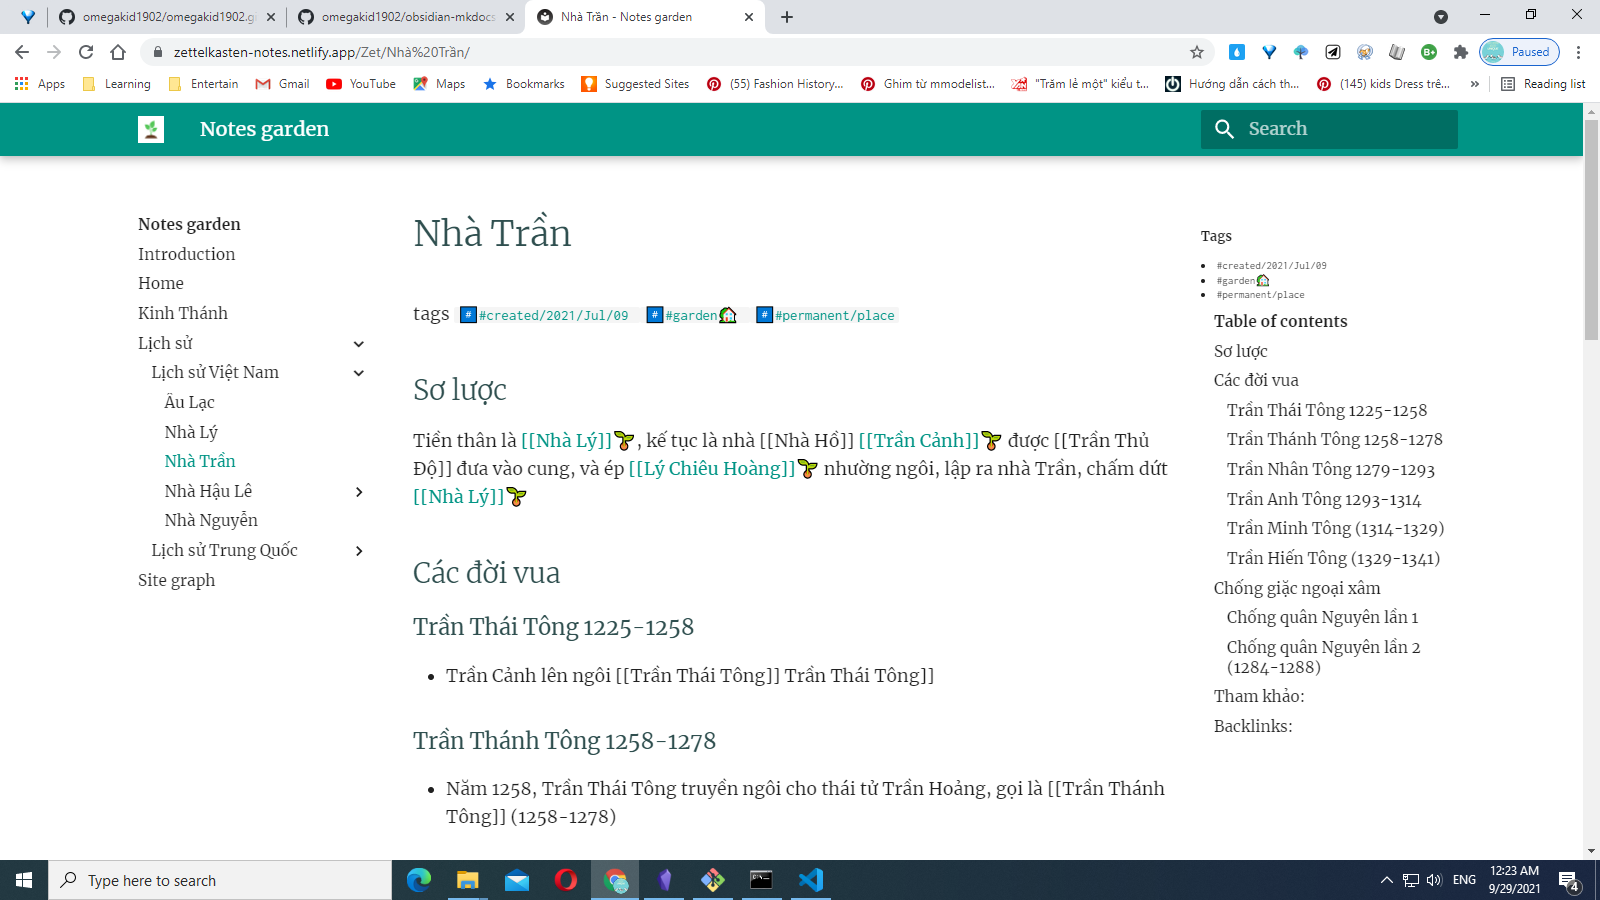 omegakid1902/omegakid1902.g
omegakid1902/obsidian-mkdocs
Nhà Trần - Notes garden
zettelkasten-notes.netlify.app/Zet/Nhà%20Trần/
Paused
Apps
Learning
Entertain
Gmail
YouTube
Maps
Bookmarks
Suggested Sites
(55) Fashion History...
Ghim từ mmodelist...
"Trăm lẻ một" kiểu t...
Hướng dẫn cách th...
(145) kids Dress trê...
»
Reading list
Notes garden
Search
Notes garden
Introduction
Home
Kinh Thánh
Lịch sử
Lịch sử Việt Nam
Âu Lạc
Nhà Lý
Nhà Trần
Nhà Hậu Lê
Nhà Nguyễn
Lịch sử Trung Quốc
Site graph
Nhà Trần
tags #created/2021/Jul/09 #garden #permanent/place
Sơ lược
Tiền thân là [[Nhà Lý]], kế tục là nhà [[Nhà Hồ]] [[Trần Cảnh]] được [[Trần Thủ
Độ]] đưa vào cung, và ép [[Lý Chiêu Hoàng]] nhường ngôi, lập ra nhà Trần, chấm dứt
[[Nhà Lý]]
Các đời vua
Trần Thái Tông 1225-1258
Trần Cảnh lên ngôi [[Trần Thái Tông]] Trần Thái Tông]]
Trần Thánh Tông 1258-1278
Năm 1258, Trần Thái Tông truyền ngôi cho thái tử Trần Hoảng, gọi là [[Trần Thánh
Tông]] (1258-1278)
Tags
#created/2021/Jul/09
#garden
#permanent/place
Table of contents
Sơ lược
Các đời vua
Trần Thái Tông 1225-1258
Trần Thánh Tông 1258-1278
Trần Nhân Tông 1279-1293
Trần Anh Tông 1293-1314
Trần Minh Tông (1314-1329)
Trần Hiến Tông (1329-1341)
Chống giặc ngoại xâm
Chống quân Nguyên lần 1
Chống quân Nguyên lần 2
(1284-1288)
Tham khảo:
Backlinks:
Type here to search
ENG
12:23 AM
9/29/2021
4